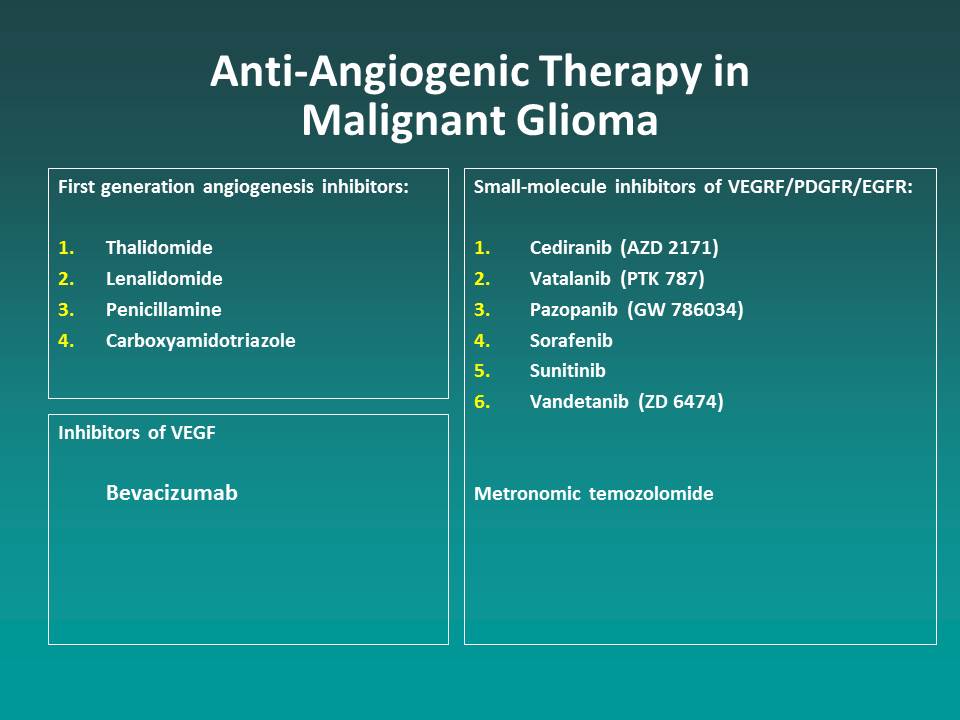 Anti-Angiogenic Therapy in
Malignant Glioma
First generation angiogenesis inhibitors:
1. Thalidomide
2. Lenalidomide
3. Penicillamine
4. Carboxyamidotriazole
Inhibitors of VEGF
Bevacizumab
Small-molecule inhibitors of VEGRF/PDGFR/EGFR:
1. Cediranib (AZD 2171)
2. Vatalanib (PTK 787)
3. Pazopanib (GW 786034)
4. Sorafenib
5. Sunitinib
6. Vandetanib (ZD 6474)
Metronomic temozolomide